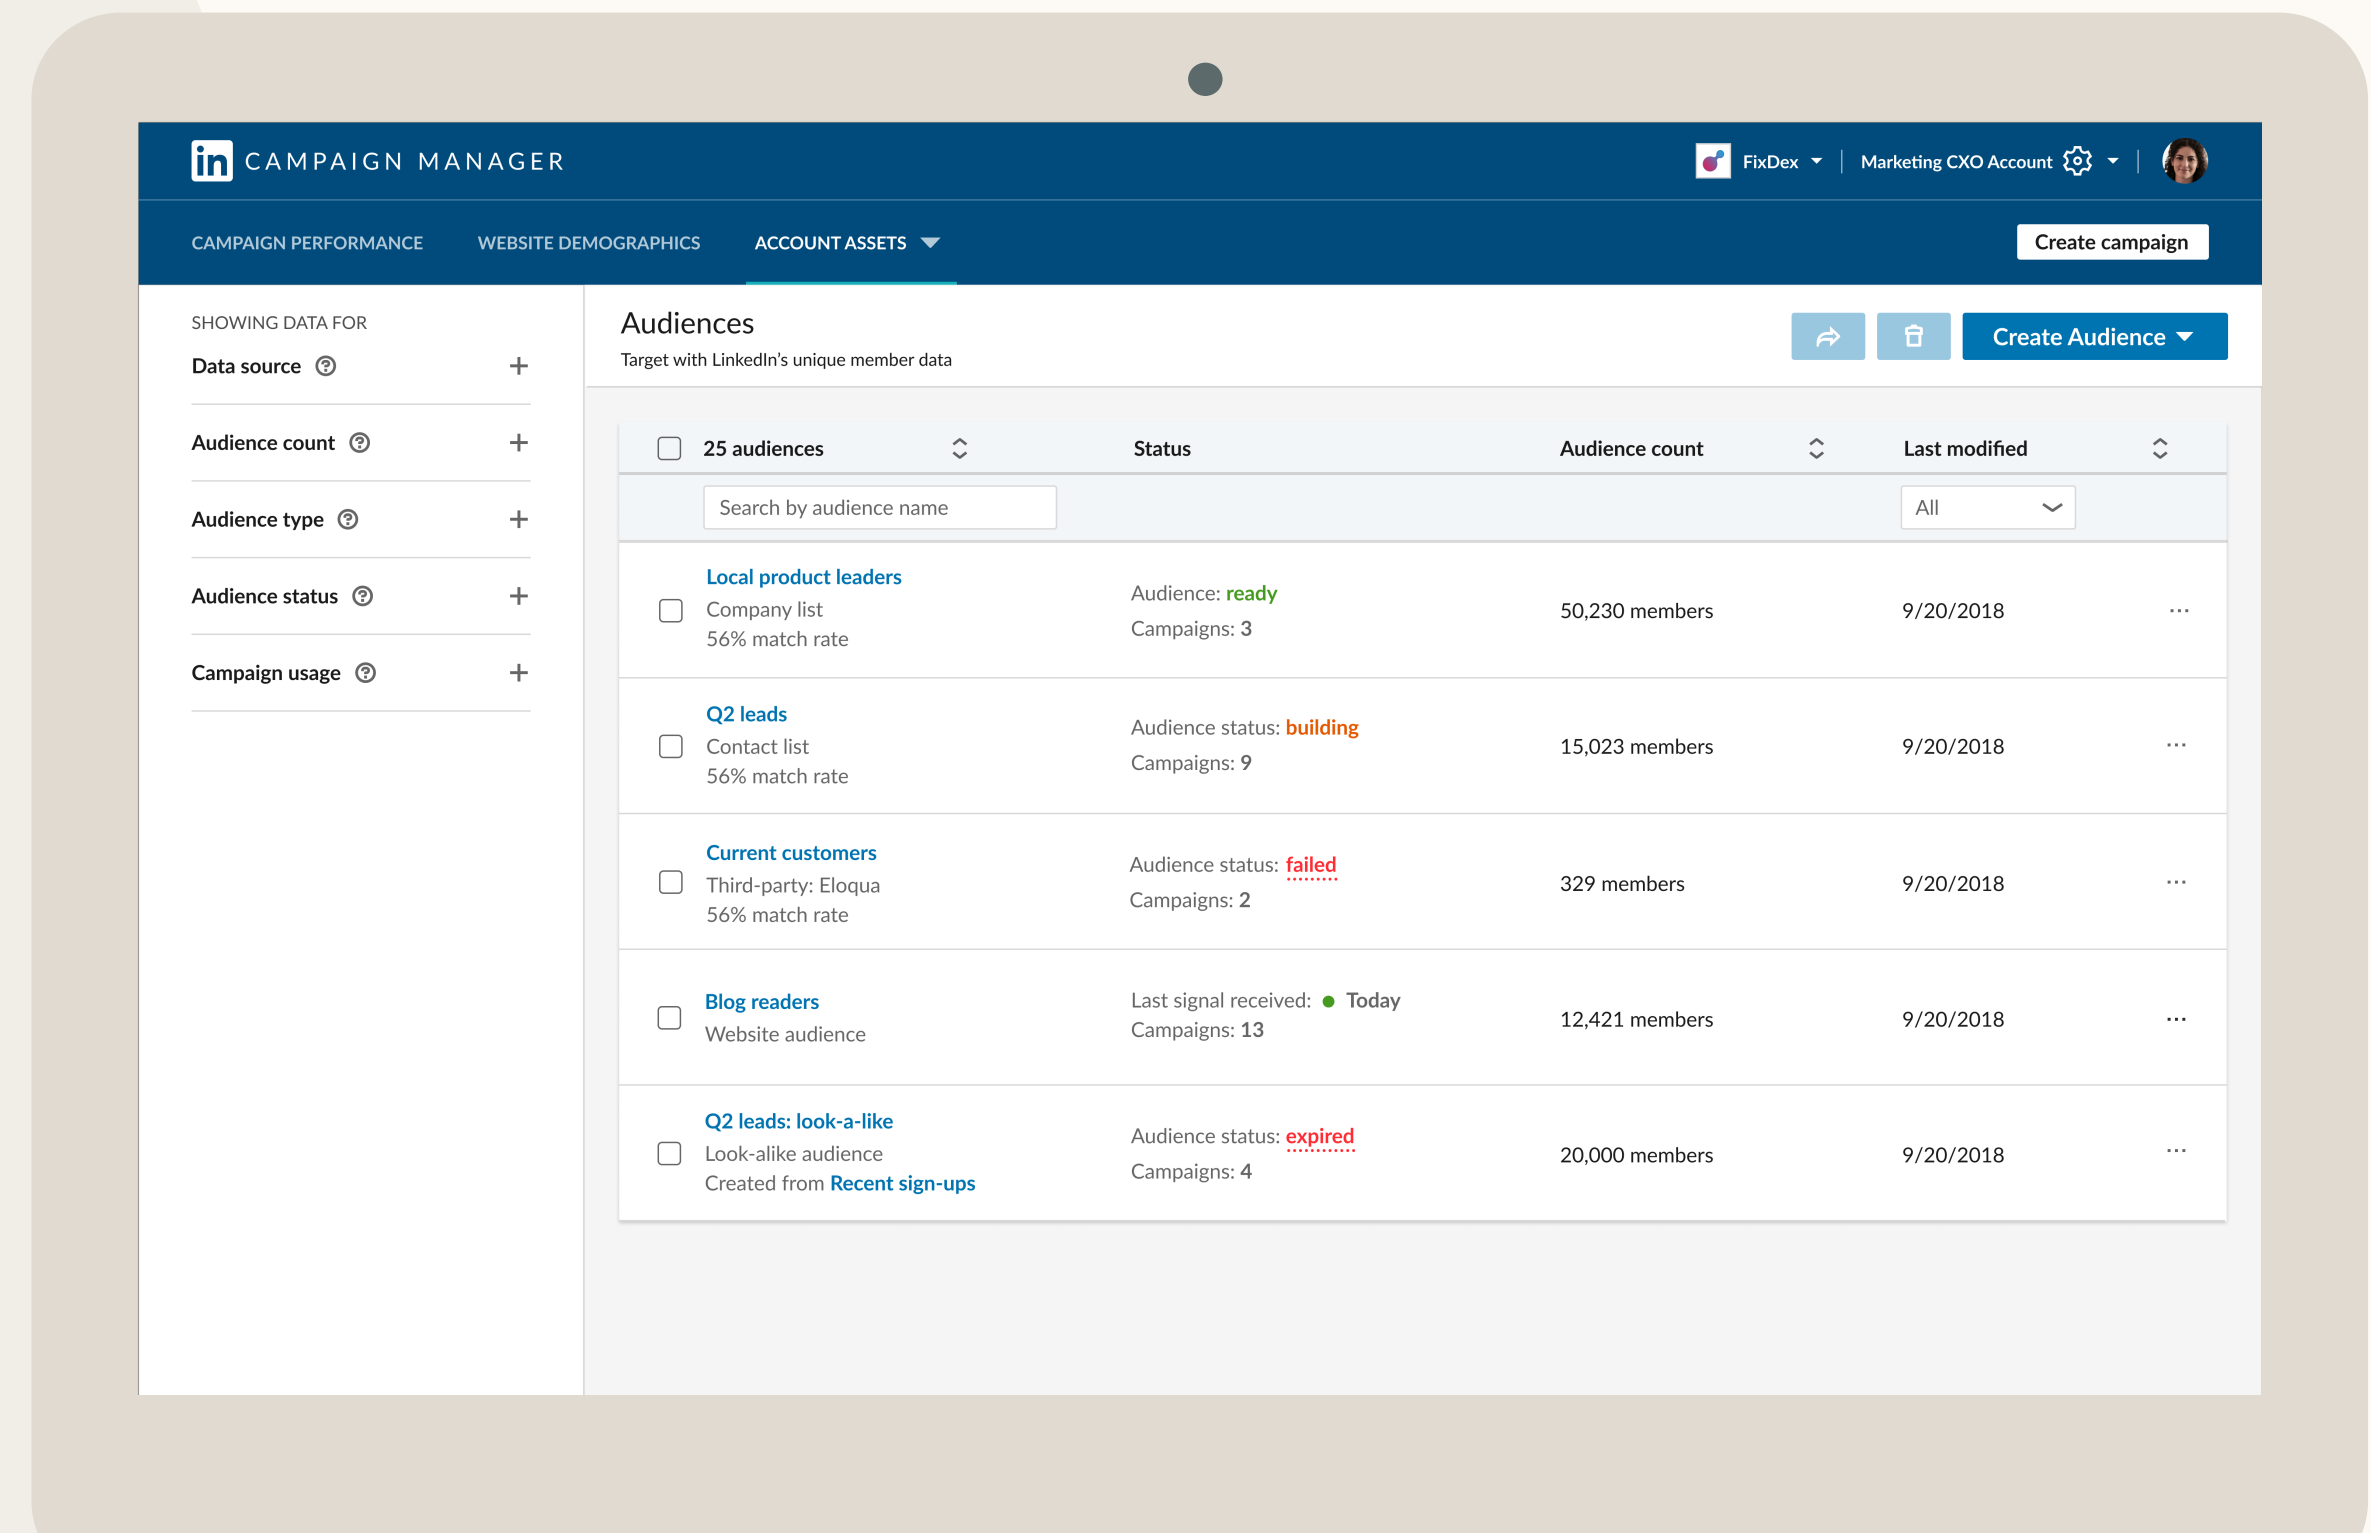 in CAMPAIGN MANAGER
FixDex
Marketing CXO Account
CAMPAIGN PERFORMANCE
WEBSITE DEMOGRAPHICS
ACCOUNT ASSETS
Create campaign
SHOWING DATA FOR
Data source ?
Audience count ?
Audience type ?
Audience status ?
Campaign usage ?
Audiences
Target with LinkedIn’s unique member data
Create Audience
25 audiences
Status
Audience count
Last modified
Search by audience name
All
Local product leaders
Company list
56% match rate
Audience: ready
Campaigns: 3
50,230 members
9/20/2018
Q2 leads
Contact list
56% match rate
Audience status: building
Campaigns: 9
15,023 members
9/20/2018
Current customers
Third-party: Eloqua
56% match rate
Audience status: failed
Campaigns: 2
329 members
9/20/2018
Blog readers
Website audience
Last signal received: ● Today
Campaigns: 13
12,421 members
9/20/2018
Q2 leads: look-a-like
Look-alike audience
Created from Recent sign-ups
Audience status: expired
Campaigns: 4
20,000 members
9/20/2018